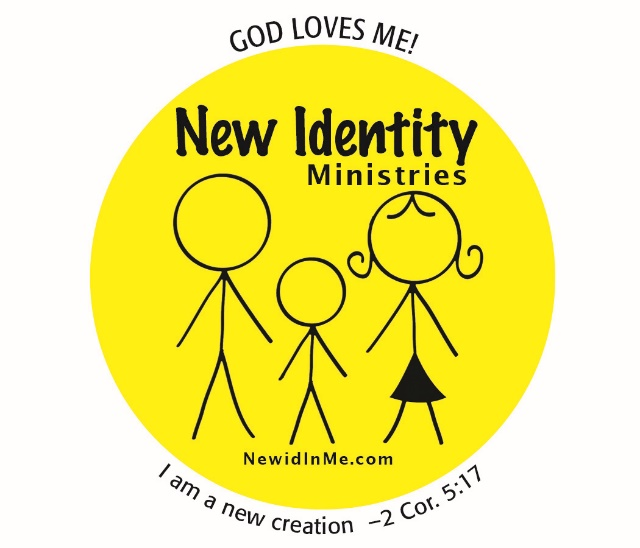 GOD LOVES ME!
New Identity
Ministries
NewidInMe.com
I am a new creation –2 Cor. 5:17